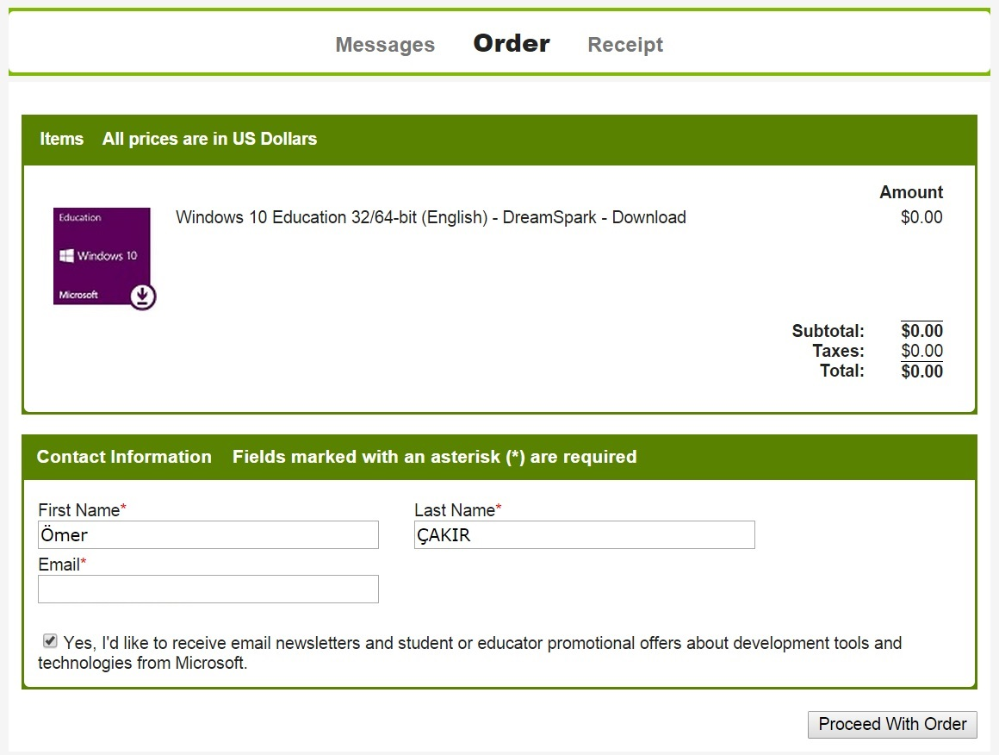 Messages Order Receipt
Items All prices are in US Dollars
Amount
Education
Windows 10
Microsoft
Windows 10 Education 32/64-bit (English) - DreamSpark - Download $0.00
Subtotal: $0.00
Taxes: $0.00
Total: $0.00
Contact Information Fields marked with an asterisk (*) are required
First Name* Last Name*
Ömer ÇAKIR
Email*
Yes, I'd like to receive email newsletters and student or educator promotional offers about development tools and
technologies from Microsoft.
Proceed With Order